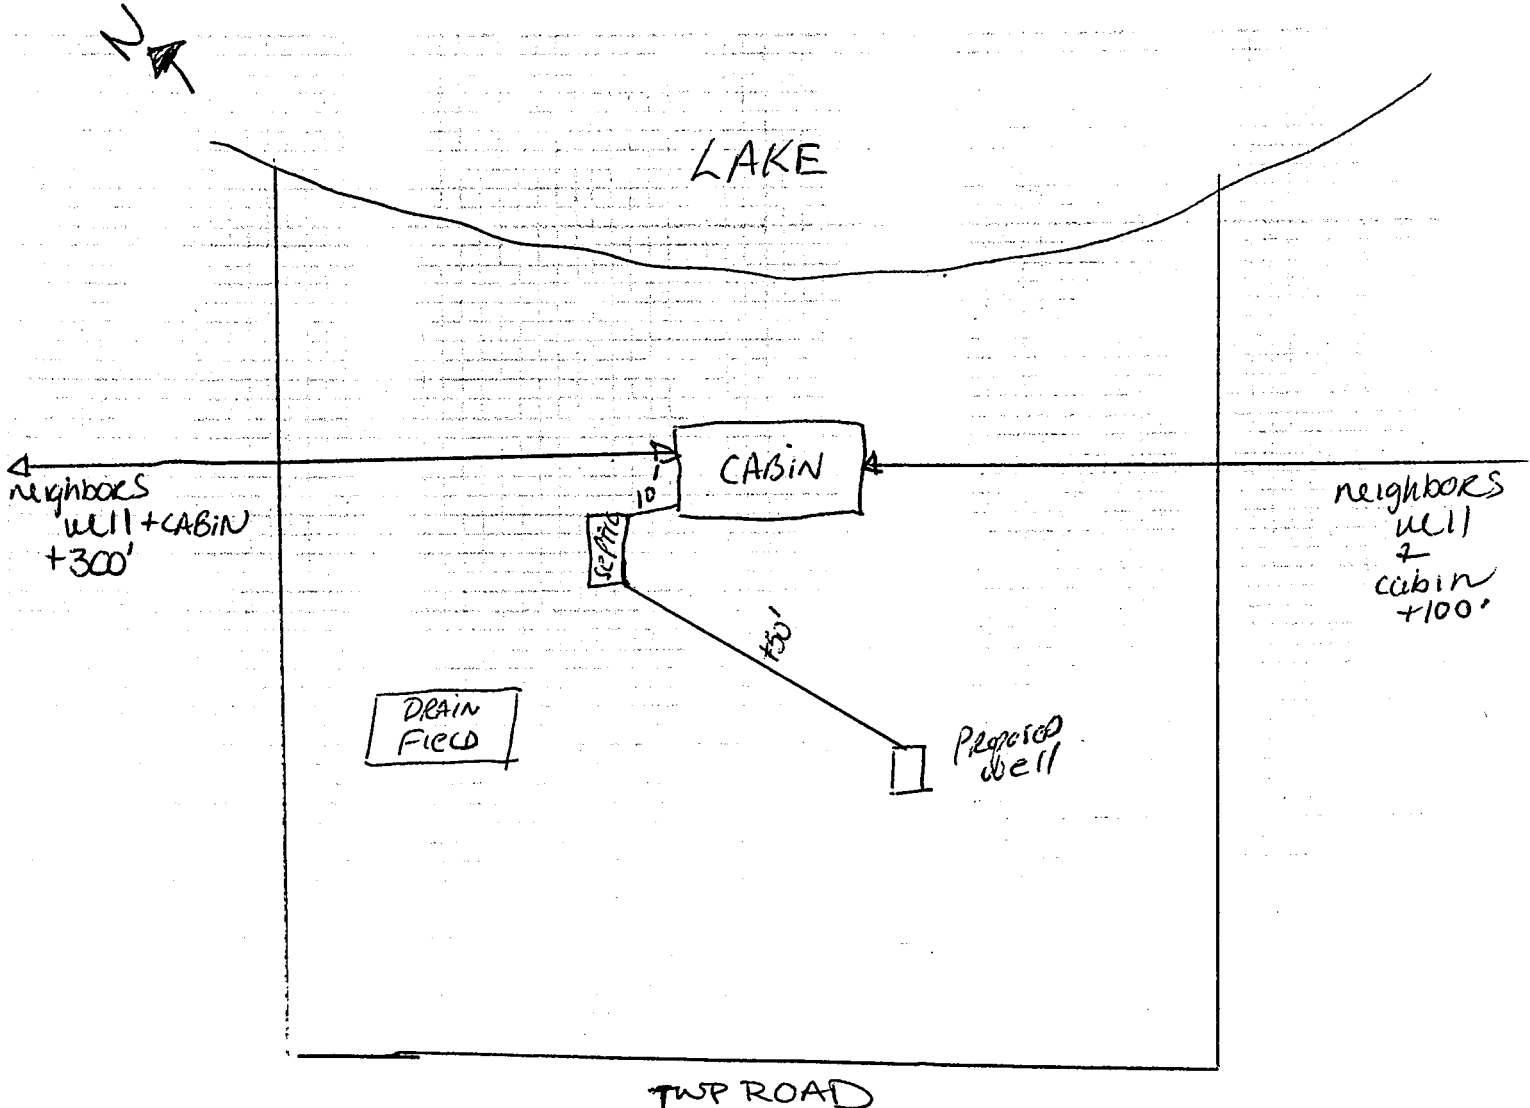 N
LAKE
CABIN
neighbors
well + CABIN
+300'
10'
septic
neighbors
well
&
cabin
+100'
+50'
DRAIN
FIELD
Proposed
well
TWP ROAD